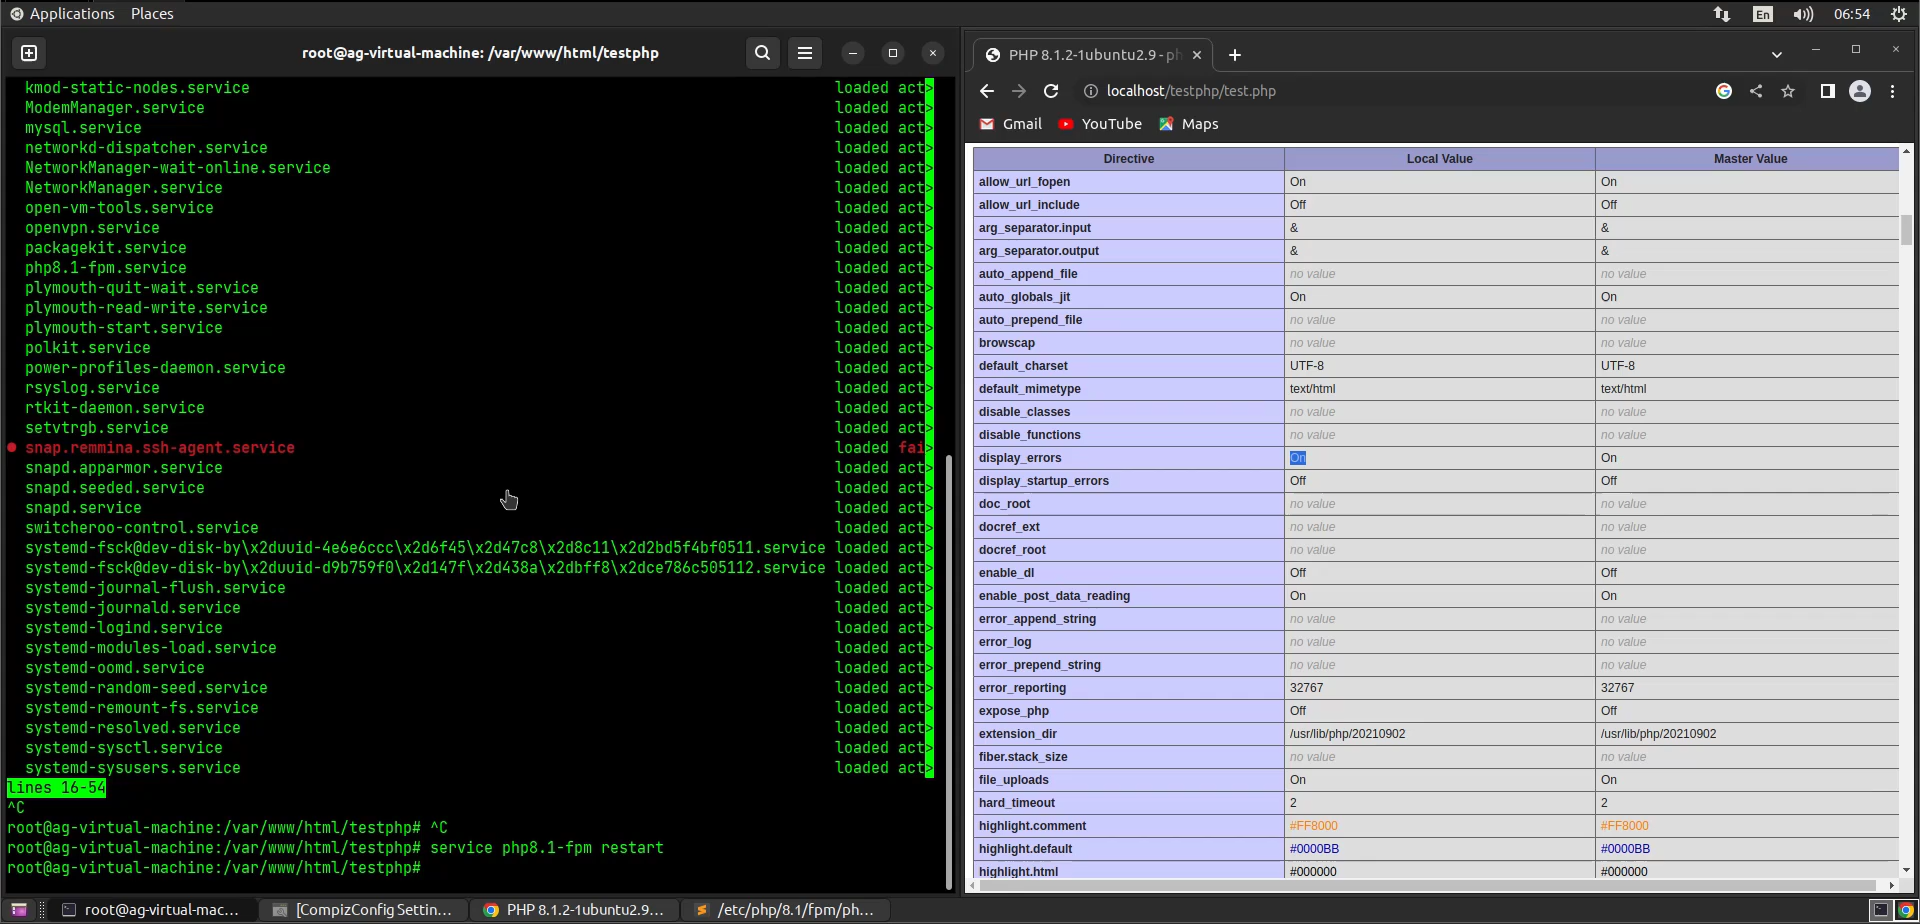 Applications Places
En 06:54
root@ag-virtual-machine: /var/www/html/testphp
kmod-static-nodes.service loaded act>
ModemManager.service loaded act>
mysql.service loaded act>
networkd-dispatcher.service loaded act>
NetworkManager-wait-online.service loaded act>
NetworkManager.service loaded act>
open-vm-tools.service loaded act>
openvpn.service loaded act>
packagekit.service loaded act>
php8.1-fpm.service loaded act>
plymouth-quit-wait.service loaded act>
plymouth-read-write.service loaded act>
plymouth-start.service loaded act>
polkit.service loaded act>
power-profiles-daemon.service loaded act>
rsyslog.service loaded act>
rtkit-daemon.service loaded act>
setvtrgb.service loaded act>
● snap.remmina.ssh-agent.service loaded fai>
snapd.apparmor.service loaded act>
snapd.seeded.service loaded act>
snapd.service loaded act>
switcheroo-control.service loaded act>
systemd-fsck@dev-disk-by\x2duuid-4e6e6ccc\x2d6f45\x2d47c8\x2d8c11\x2d2bd5f4bf0511.service loaded act>
systemd-fsck@dev-disk-by\x2duuid-d9b759f0\x2d147f\x2d438a\x2dbff8\x2dce786c505112.service loaded act>
systemd-journal-flush.service loaded act>
systemd-journald.service loaded act>
systemd-logind.service loaded act>
systemd-modules-load.service loaded act>
systemd-oomd.service loaded act>
systemd-random-seed.service loaded act>
systemd-remount-fs.service loaded act>
systemd-resolved.service loaded act>
systemd-sysctl.service loaded act>
systemd-sysusers.service loaded act>
lines 16-54
^C
root@ag-virtual-machine:/var/www/html/testphp# ^C
root@ag-virtual-machine:/var/www/html/testphp# service php8.1-fpm restart
root@ag-virtual-machine:/var/www/html/testphp#
PHP 8.1.2-1ubuntu2.9 - ph
localhost/testphp/test.php
Gmail YouTube Maps
Directive Local Value Master Value
allow_url_fopen On On
allow_url_include Off Off
arg_separator.input & &
arg_separator.output & &
auto_append_file no value no value
auto_globals_jit On On
auto_prepend_file no value no value
browscap no value no value
default_charset UTF-8 UTF-8
default_mimetype text/html text/html
disable_classes no value no value
disable_functions no value no value
display_errors On On
display_startup_errors Off Off
doc_root no value no value
docref_ext no value no value
docref_root no value no value
enable_dl Off Off
enable_post_data_reading On On
error_append_string no value no value
error_log no value no value
error_prepend_string no value no value
error_reporting 32767 32767
expose_php Off Off
extension_dir /usr/lib/php/20210902 /usr/lib/php/20210902
fiber.stack_size no value no value
file_uploads On On
hard_timeout 2 2
highlight.comment #FF8000 #FF8000
highlight.default #0000BB #0000BB
highlight.html #000000 #000000
root@ag-virtual-mac... [CompizConfig Settin... PHP 8.1.2-1ubuntu2.9... /etc/php/8.1/fpm/ph...